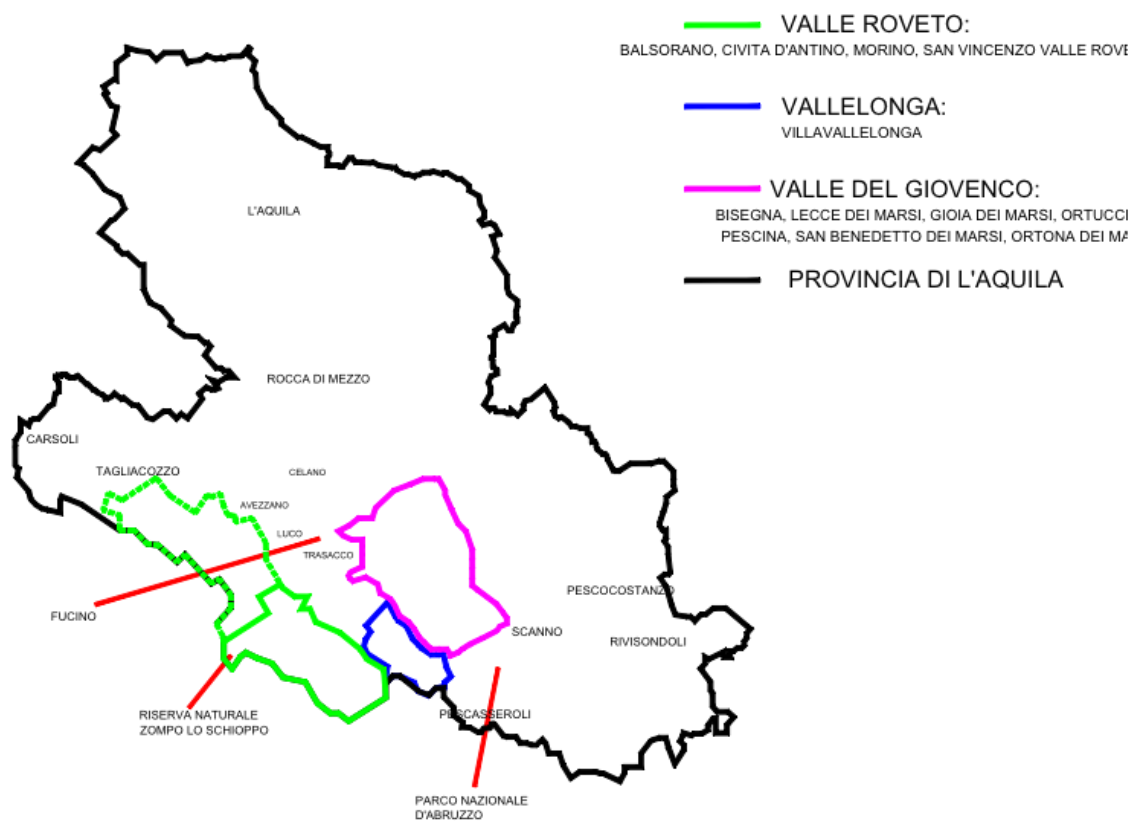 VALLE ROVETO:
BALSORANO, CIVITA D'ANTINO, MORINO, SAN VINCENZO VALLE ROVE
VALLELONGA:
VILLAVALLELONGA
VALLE DEL GIOVENCO:
BISEGNA, LECCE DEI MARSI, GIOIA DEI MARSI, ORTUCCI
PESCINA, SAN BENEDETTO DEI MARSI, ORTONA DEI MA
PROVINCIA DI L'AQUILA
L'AQUILA
ROCCA DI MEZZO
CARSOLI
TAGLIACOZZO
CELANO
AVEZZANO
LUCO
TRASACCO
FUCINO
PESCOCOSTANZO
SCANNO
RIVISONDOLI
RISERVA NATURALE
ZOMPO LO SCHIOPPO
PESCASSEROLI
PARCO NAZIONALE
D'ABRUZZO